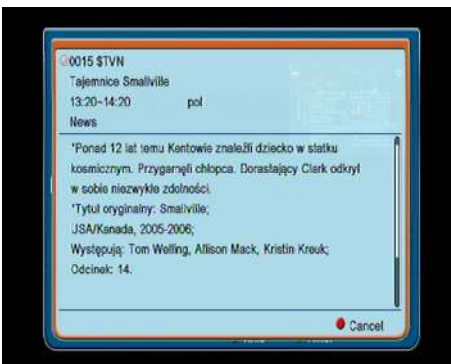 0015 $TVN
Tajemnice Smallville
13:20~14:20 pol
News
"Ponad 12 lat temu Kentowie znaleźli dziecko w statku
kosmicznym. Przygarnęli chłopca. Dorastający Clark odkrył
w sobie niezwykłe zdolności.
"Tytuł oryginalny: Smallville;
USA/Kanada, 2005-2006;
Występują: Tom Welling, Allison Mack, Kristin Kreuk;
Odcinek: 14.
Cancel